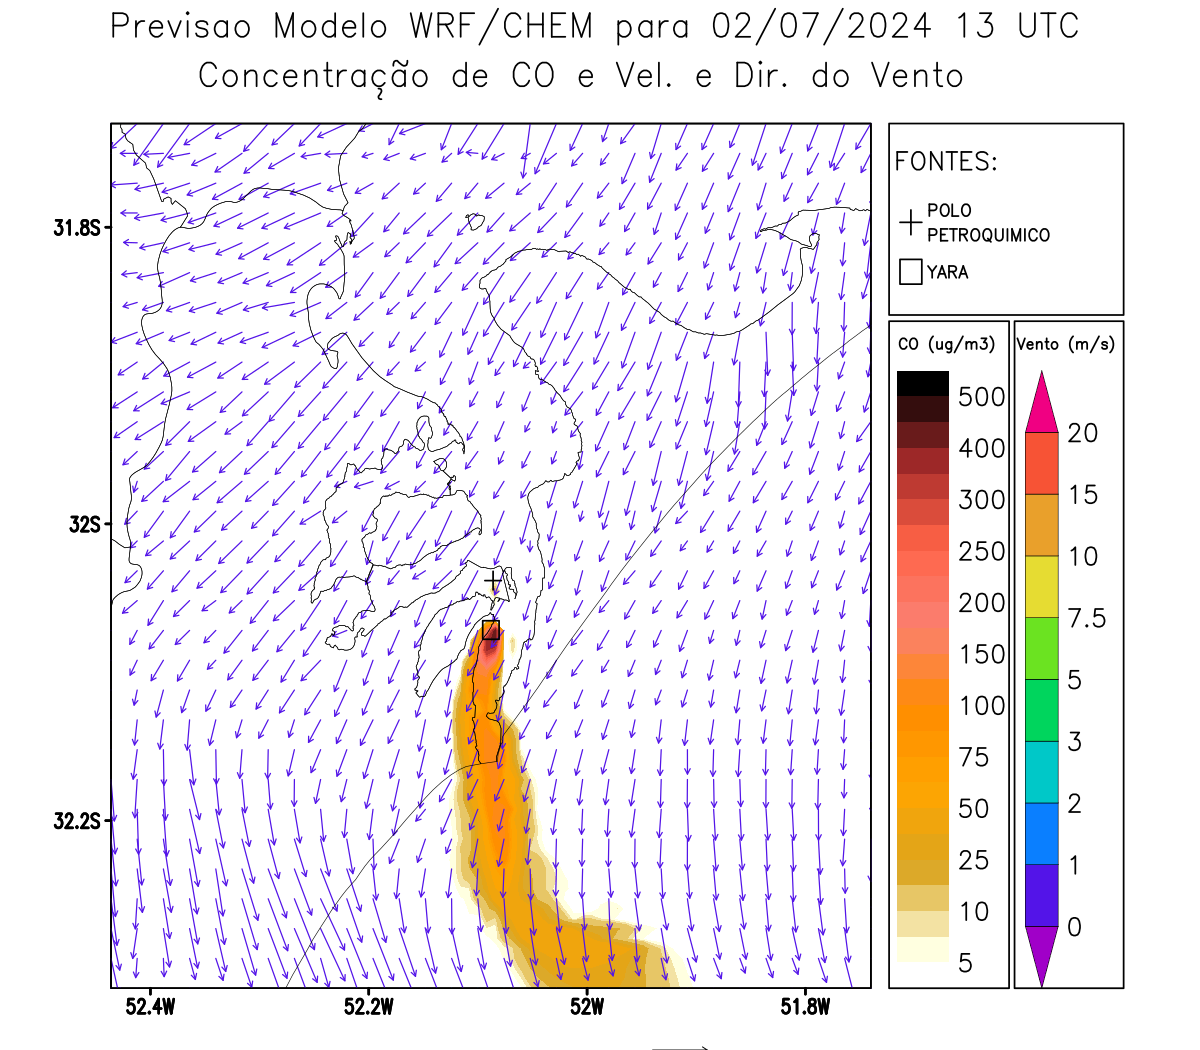 Previsao Modelo WRF/CHEM para 02/07/2024 13 UTC
Concentração de CO e Vel. e Dir. do Vento
FONTES:
POLO
PETROQUIMICO
YARA
31.8S
32S
32.2S
52.4W
52.2W
52W
51.8W
CO (ug/m3)
500
400
300
250
200
150
100
75
50
25
10
5
Vento (m/s)
20
15
10
7.5
5
3
2
1
0